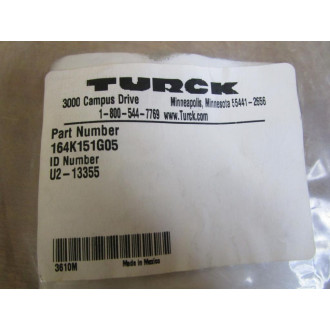 TURCK
3000 Campus Drive Minneapolis, Minnesota 55441-2656
1-800-544-7769 www.Turck.com
Part Number
164K151G05
ID Number
U2-13355
3610M Made in Mexico